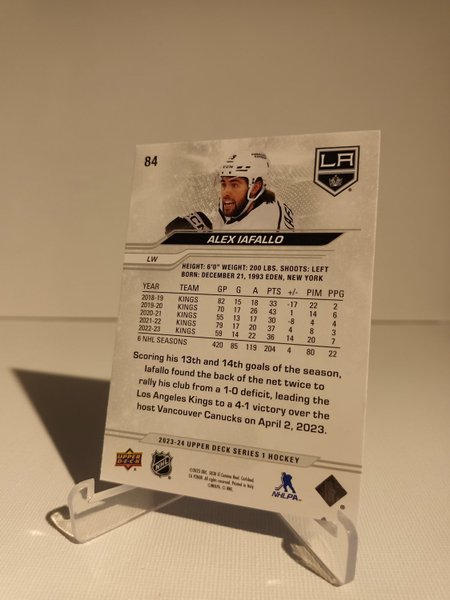 84
LA
ALEX IAFALLO
LW
HEIGHT: 6'0" WEIGHT: 200 LBS. SHOOTS: LEFT
BORN: DECEMBER 21, 1993 EDEN, NEW YORK
YEAR TEAM GP G A PTS +/- PIM PPG
2018-19 KINGS 82 15 18 33 -17 22 2
2019-20 KINGS 70 17 26 43 1 14 6
2020-21 KINGS 55 13 17 30 -8 4 4
2021-22 KINGS 79 17 20 37 4 8 3
2022-23 KINGS 59 14 22 36 14 20 7
6 NHL SEASONS 420 85 119 204 4 80 22
Scoring his 13th and 14th goals of the season,
Iafallo found the back of the net twice to
rally his club from a 1-0 deficit, leading the
Los Angeles Kings to a 4-1 victory over the
host Vancouver Canucks on April 2, 2023.
2023-24 UPPER DECK SERIES 1 HOCKEY
UPPER DECK
NHL
NHLPA